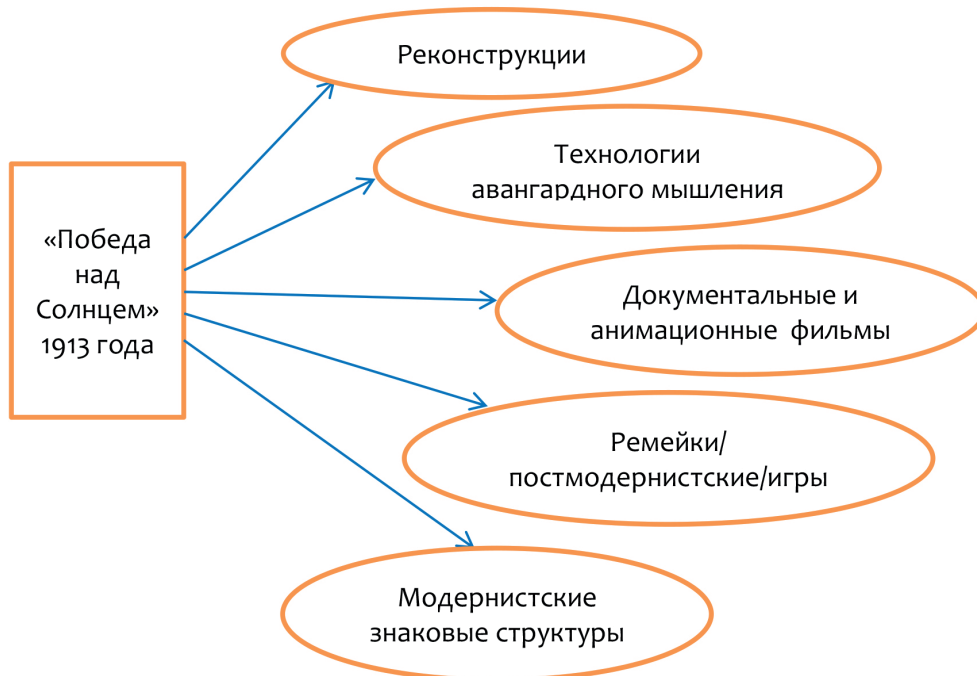 Реконструкции
Технологии
авангардного мышления
«Победа
над
Солнцем»
1913 года
Документальные и
анимационные фильмы
Ремейки/
постмодернистские/игры
Модернистские
знаковые структуры